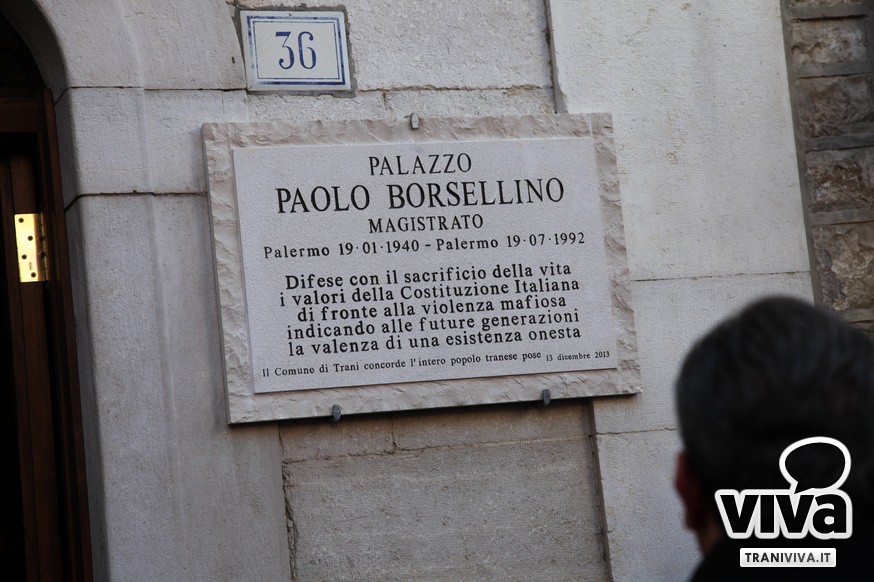 36
PALAZZO
PAOLO BORSELLINO
MAGISTRATO
Palermo 19·01·1940 - Palermo 19·07·1992
Difese con il sacrificio della vita
i valori della Costituzione Italiana
di fronte alla violenza mafiosa
indicando alle future generazioni
la valenza di una esistenza onesta
Il Comune di Trani concorde l'intero popolo tranese pose 13 dicembre 2013
viva
TRANIVIVA.IT